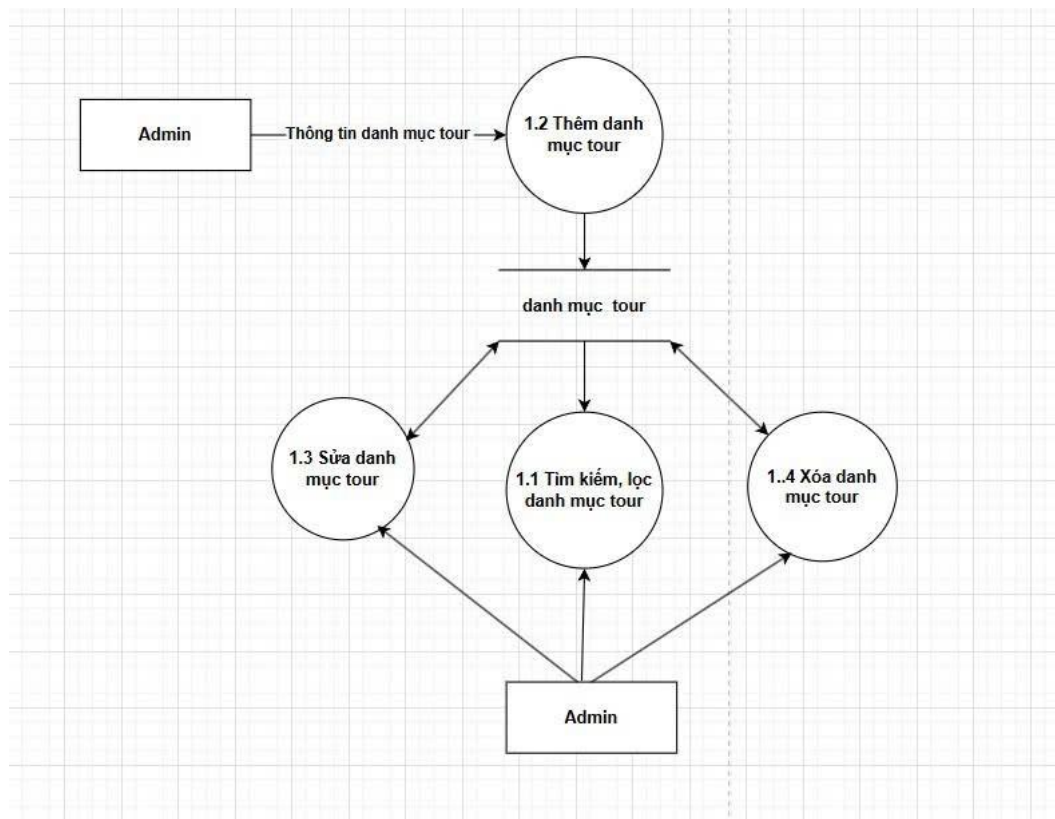 Admin
Thông tin danh mục tour
1.2 Thêm danh
mục tour
danh mục tour
1.3 Sửa danh
mục tour
1.1 Tìm kiếm, lọc
danh mục tour
1..4 Xóa danh
mục tour
Admin